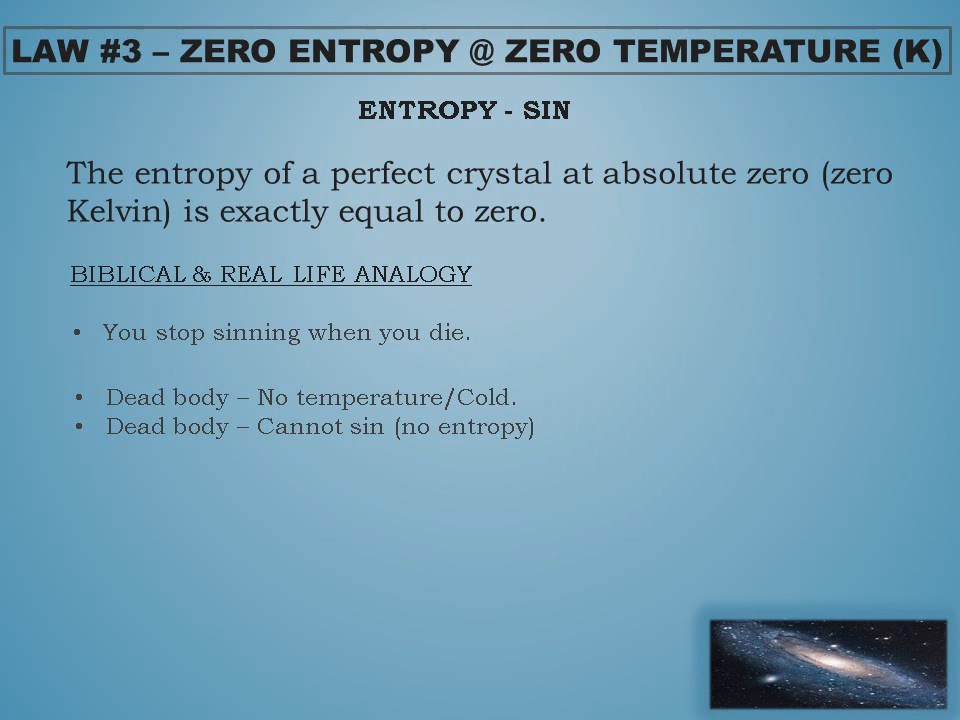 LAW #3 – ZERO ENTROPY @ ZERO TEMPERATURE (K)
ENTROPY - SIN
The entropy of a perfect crystal at absolute zero (zero
Kelvin) is exactly equal to zero.
BIBLICAL & REAL LIFE ANALOGY
• You stop sinning when you die.
• Dead body – No temperature/Cold.
• Dead body – Cannot sin (no entropy)